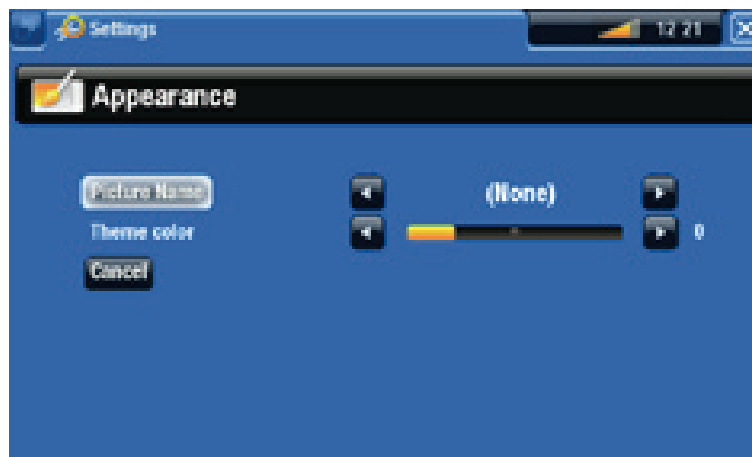 Settings 12 21
Appearance
Picture Name (None)
Theme color 0
Cancel